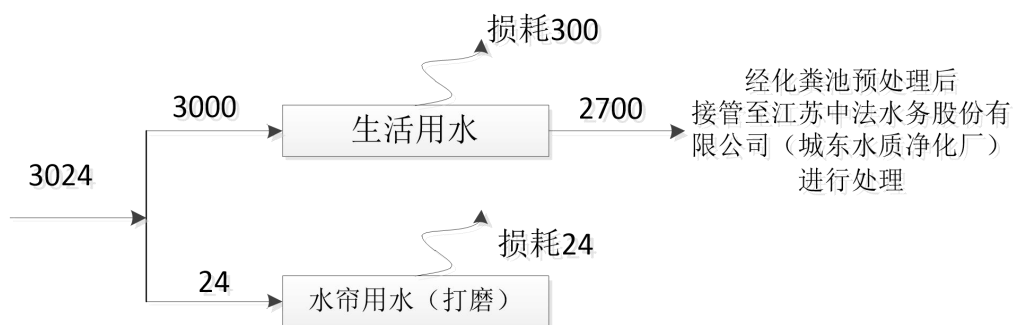 损耗300
3000
生活用水
2700
经化粪池预处理后
接管至江苏中法水务股份有
限公司（城东水质净化厂）
进行处理
3024
损耗24
24
水帘用水（打磨）